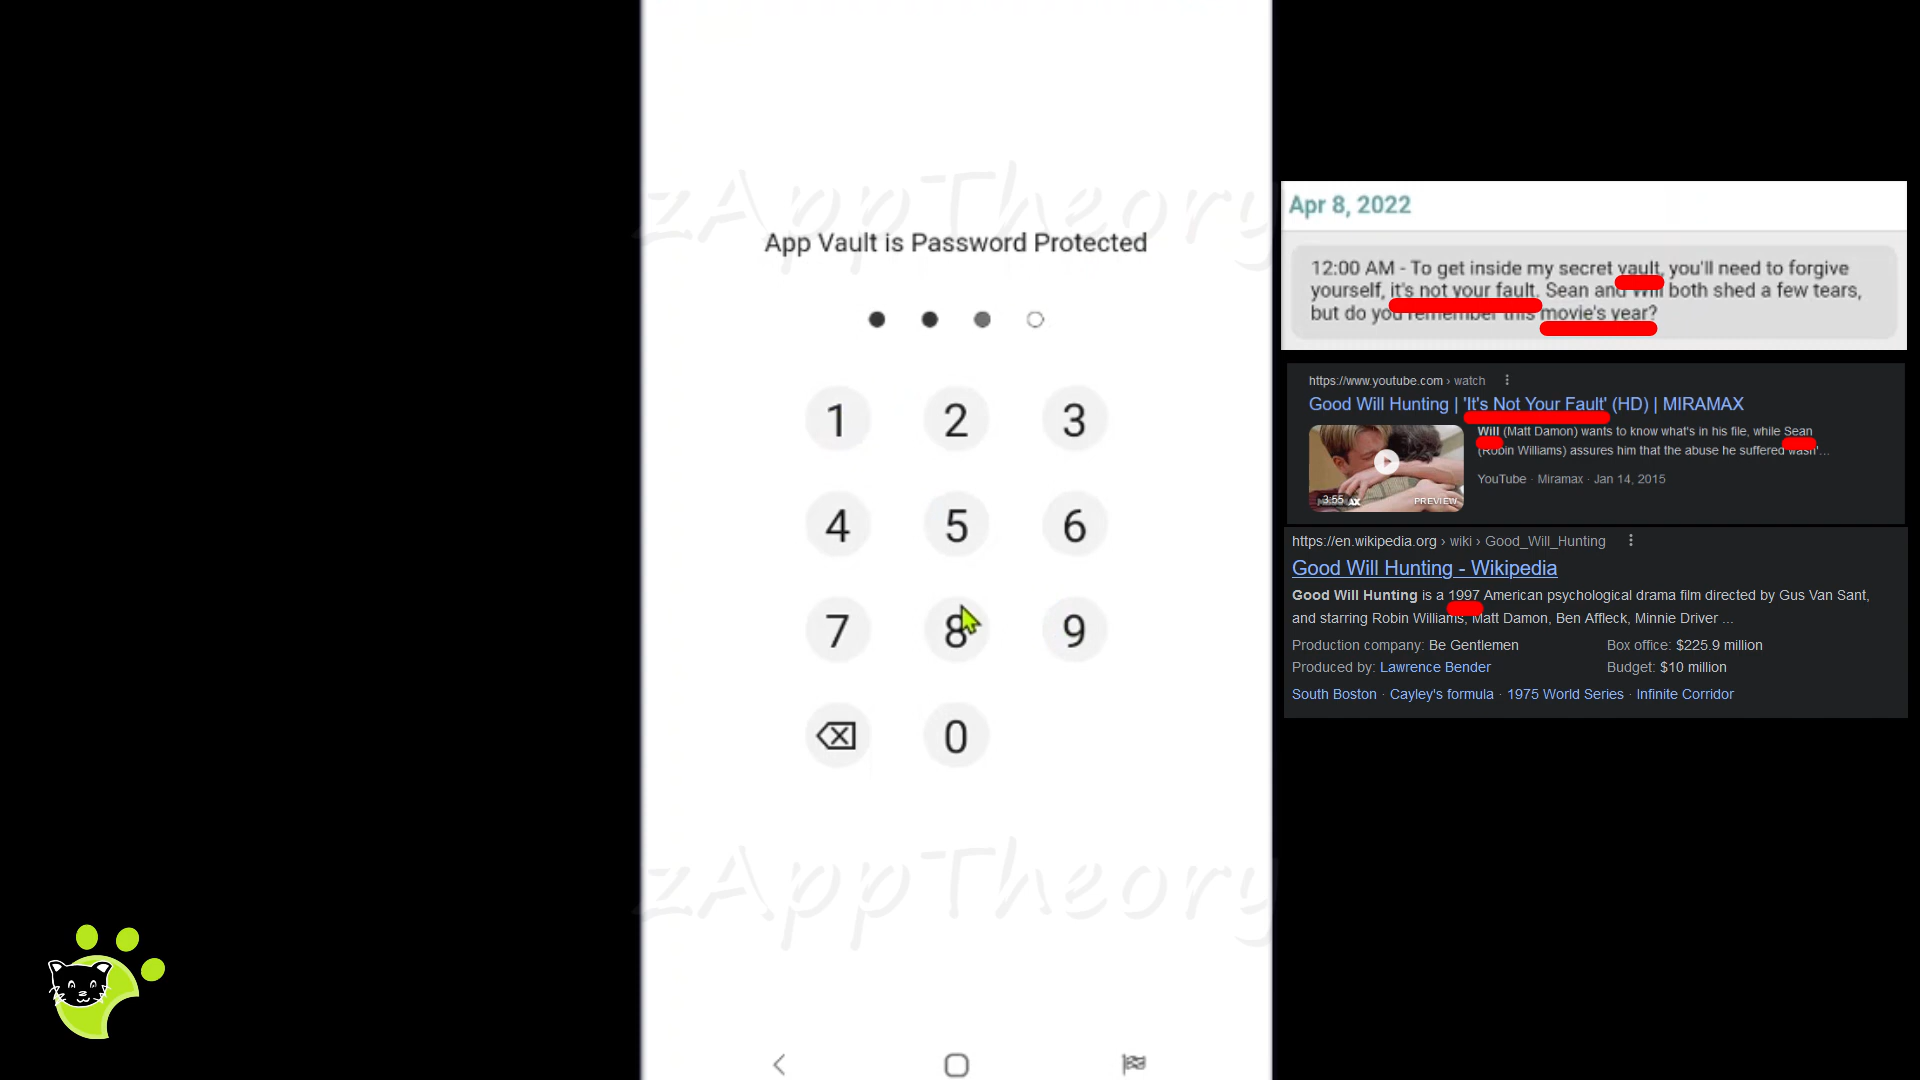 zAppTheory
App Vault is Password Protected
1 2 3
4 5 6
7 8 9
0
zAppTheory
Apr 8, 2022
12:00 AM - To get inside my secret vault, you'll need to forgive
yourself, it's not your fault. Sean and Will both shed a few tears,
but do you remember this movie's year?
https://www.youtube.com › watch
Good Will Hunting | 'It's Not Your Fault' (HD) | MIRAMAX
Will (Matt Damon) wants to know what's in his file, while Sean
(Robin Williams) assures him that the abuse he suffered wasn'...
3:55 PREVIEW
YouTube · Miramax · Jan 14, 2015
https://en.wikipedia.org › wiki › Good_Will_Hunting
Good Will Hunting - Wikipedia
Good Will Hunting is a 1997 American psychological drama film directed by Gus Van Sant,
and starring Robin Williams, Matt Damon, Ben Affleck, Minnie Driver ...
Production company: Be Gentlemen Box office: $225.9 million
Produced by: Lawrence Bender Budget: $10 million
South Boston · Cayley's formula · 1975 World Series · Infinite Corridor